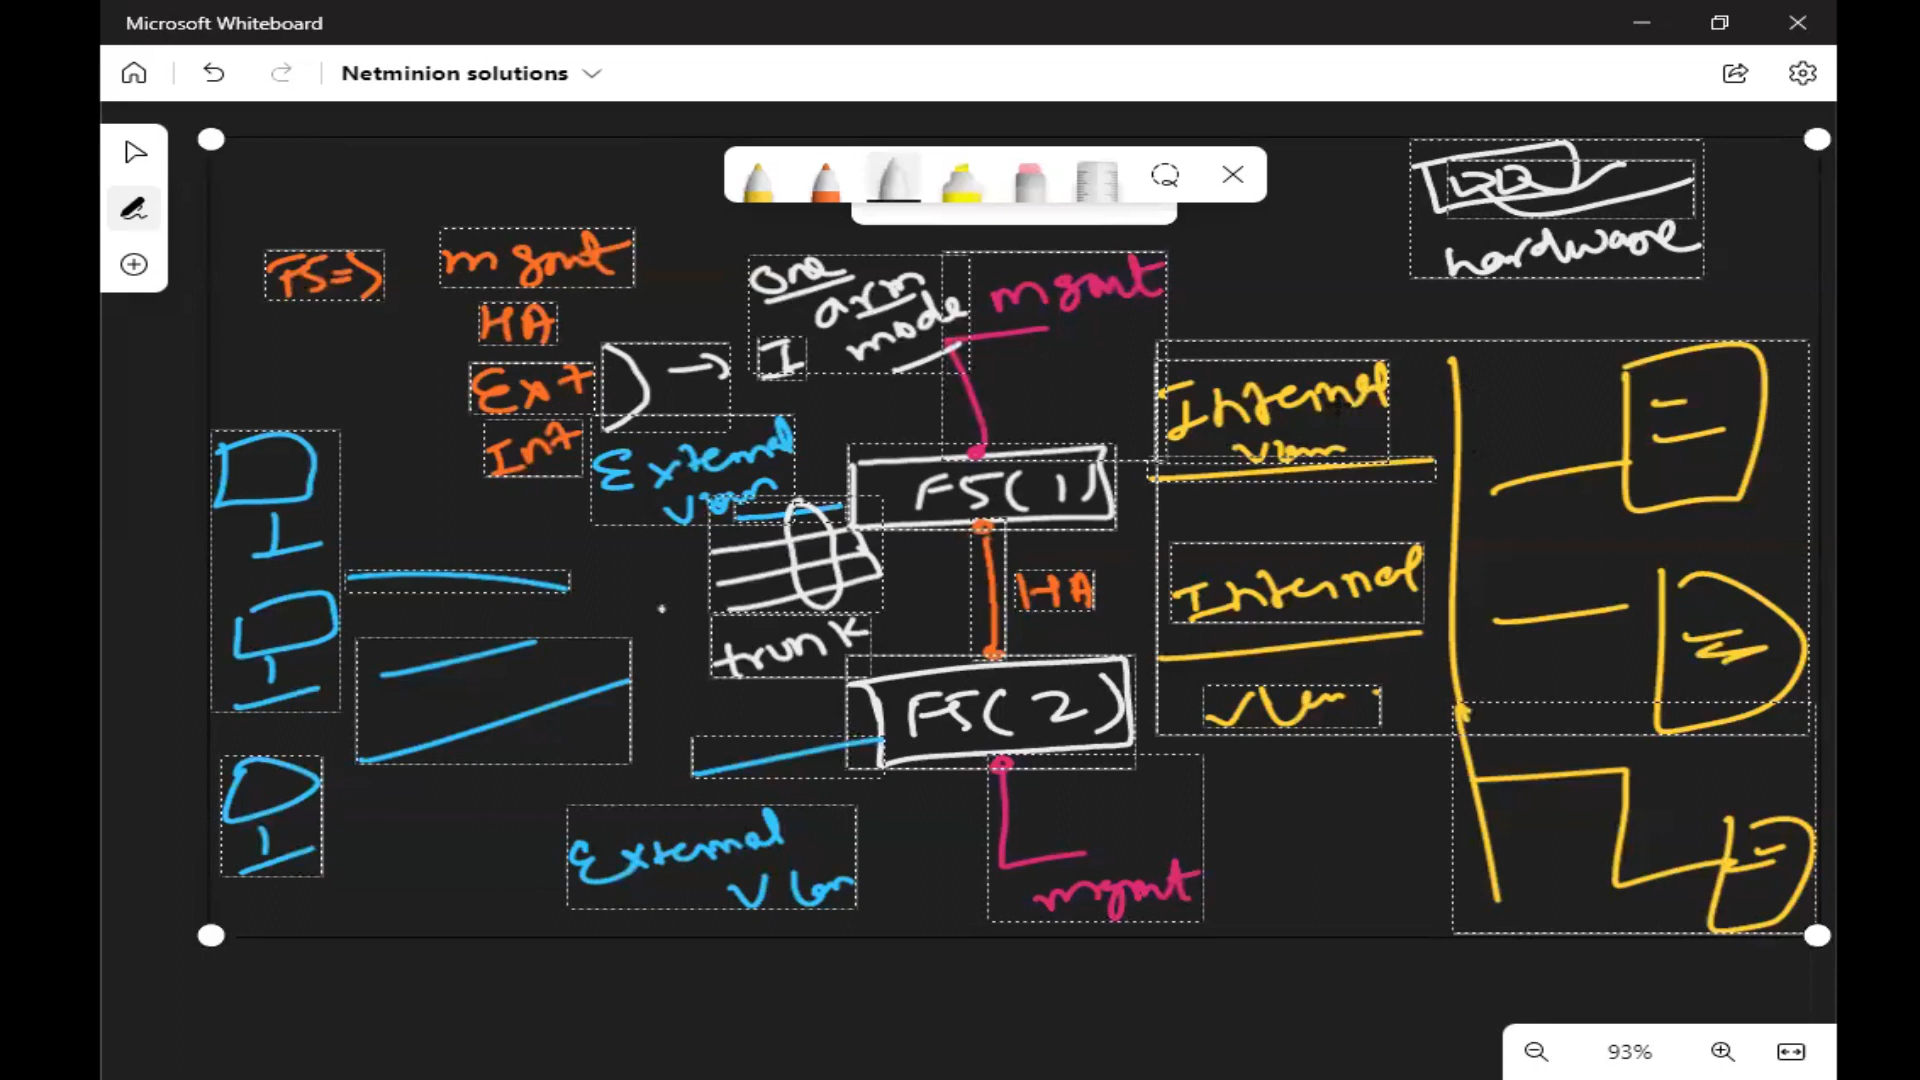 Microsoft Whiteboard
Netminion solutions
hardware
F5=>
mgmt
HA
Ext
Int
One
arm
mode
I
mgmt
Internal
vlan
External
vlan
F5(1)
HA
Internal
trunk
F5(2)
vlan
External
vlan
mgmt
93%